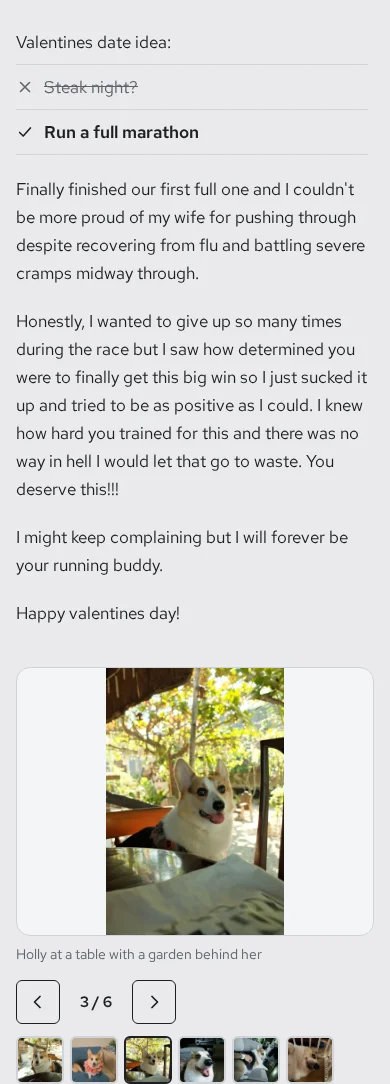 Valentines date idea:
Steak night?
Run a full marathon
Finally finished our first full one and I couldn't
be more proud of my wife for pushing through
despite recovering from flu and battling severe
cramps midway through.
Honestly, I wanted to give up so many times
during the race but I saw how determined you
were to finally get this big win so I just sucked it
up and tried to be as positive as I could. I knew
how hard you trained for this and there was no
way in hell I would let that go to waste. You
deserve this!!!
I might keep complaining but I will forever be
your running buddy.
Happy valentines day!
Holly at a table with a garden behind her
3 / 6